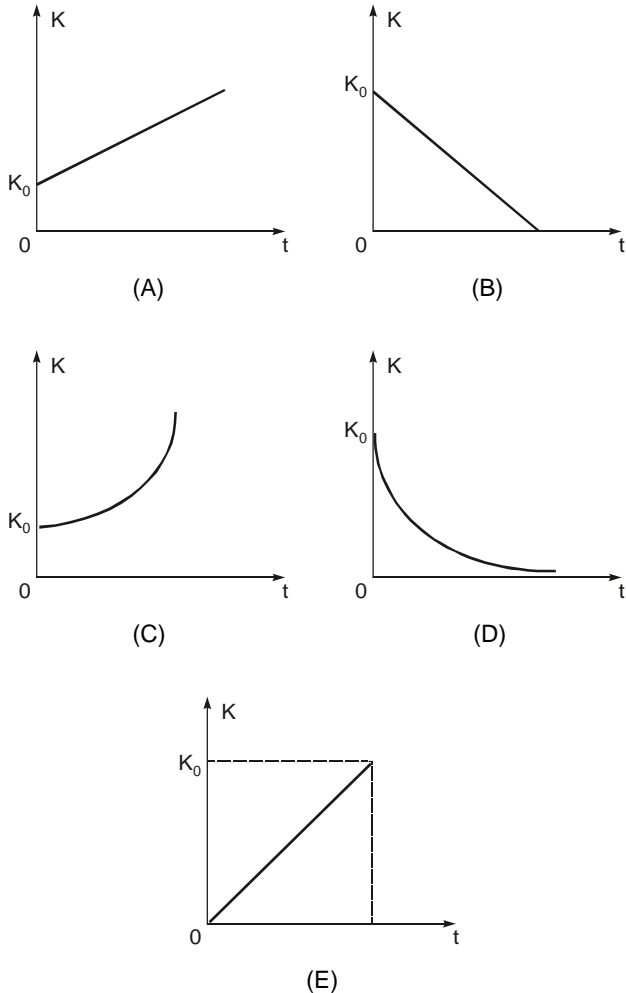 K K
K₀ K₀
0 t 0 t
(A) (B)
K K
K₀ K₀
0 t 0 t
(C) (D)
K
K₀
0 t
(E)